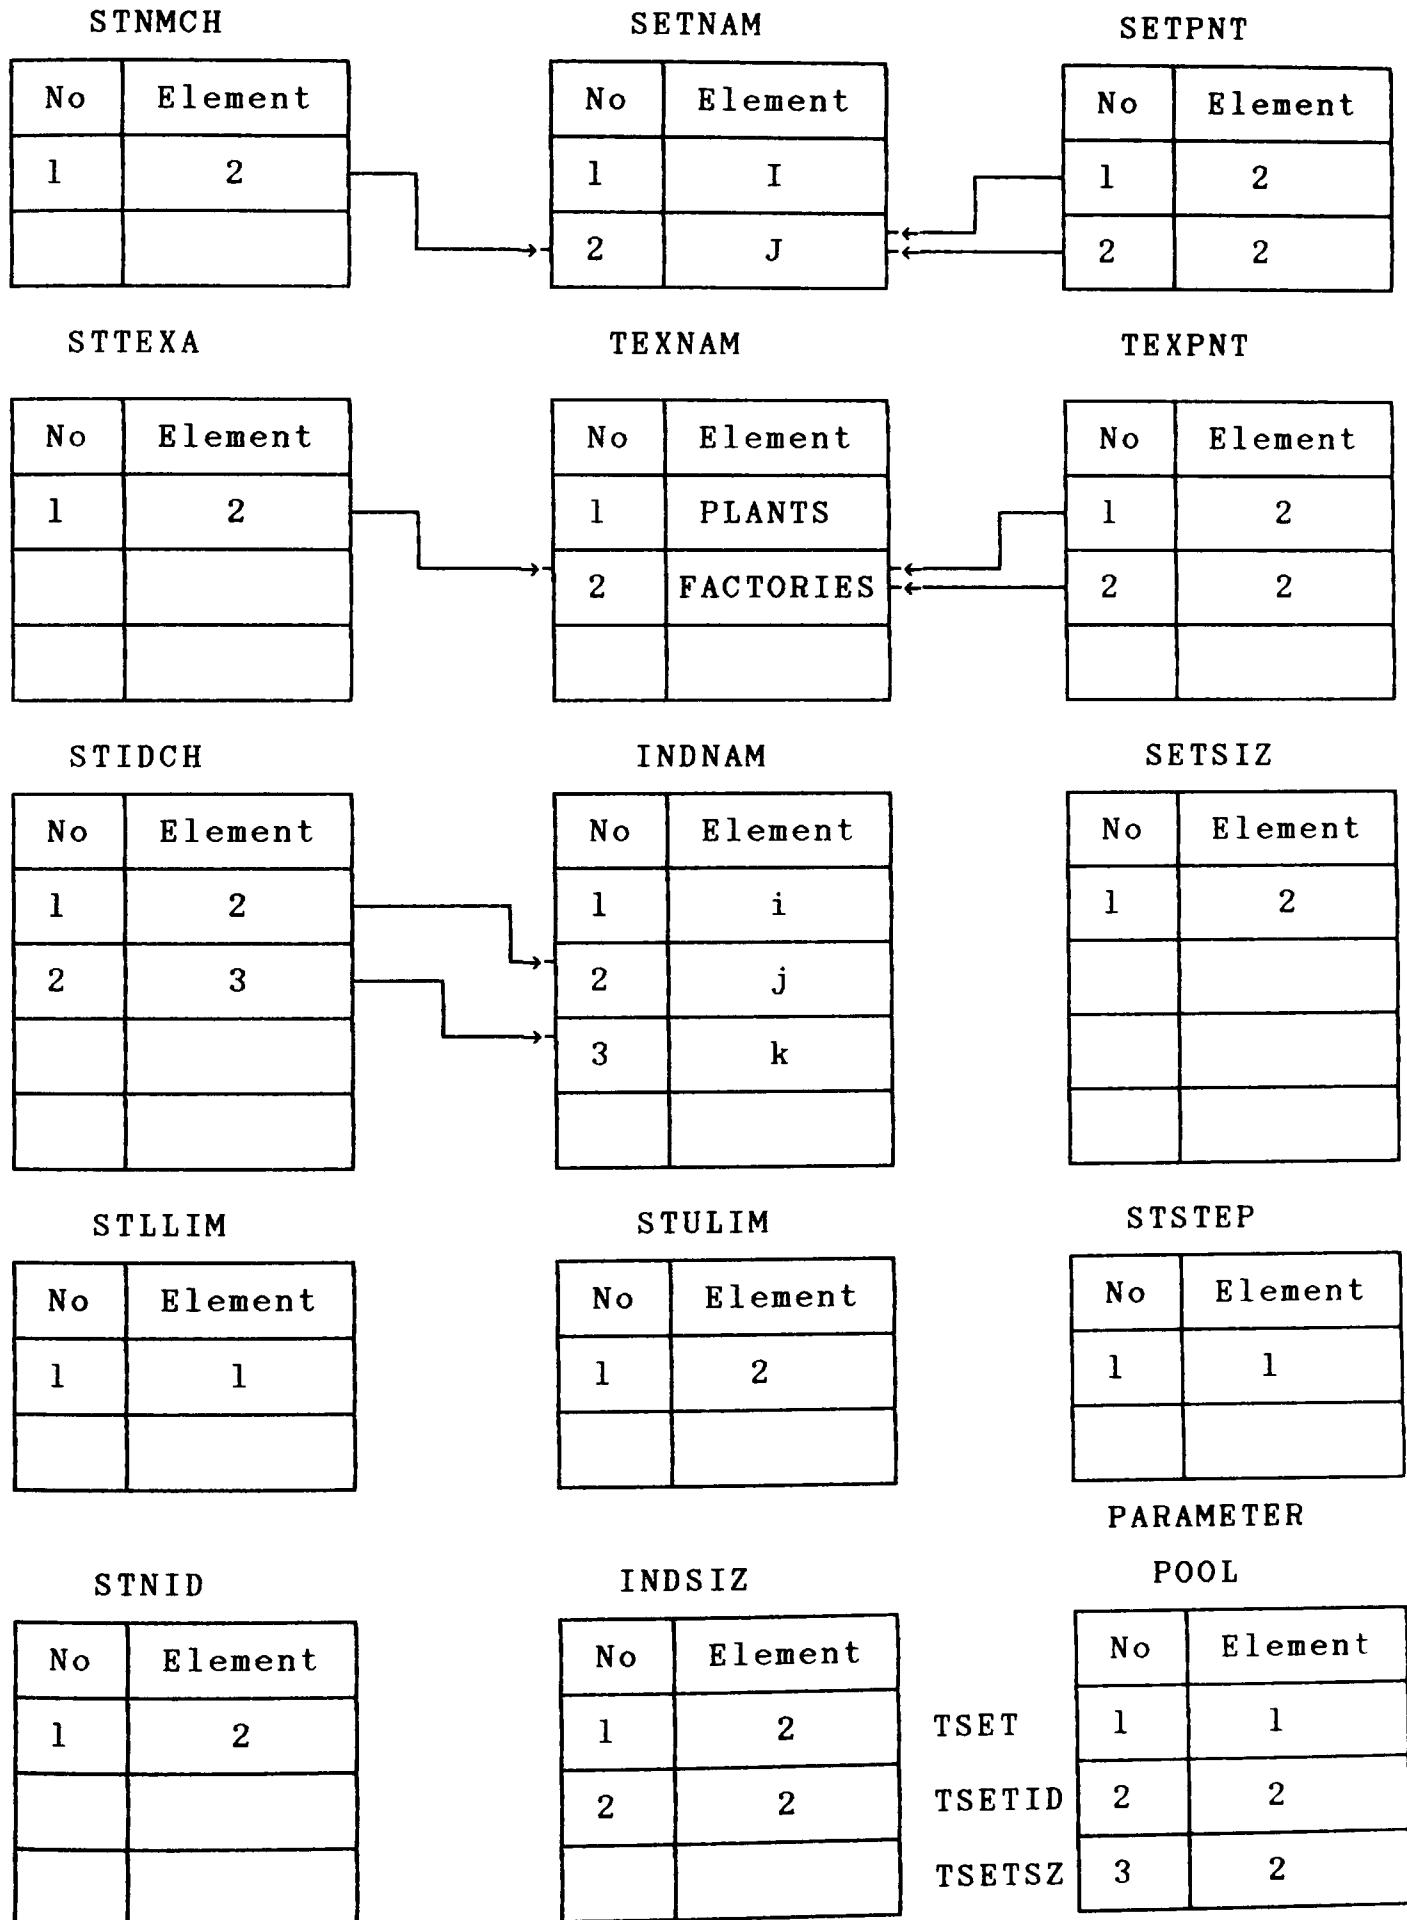 STNMCH SETNAM SETPNT
No Element No Element No Element
1 2 1 I 1 2
2 J 2 2
STTEXA TEXNAM TEXPNT
No Element No Element No Element
1 2 1 PLANTS 1 2
2 FACTORIES 2 2
STIDCH INDNAM SETSIZ
No Element No Element No Element
1 2 1 i 1 2
2 3 2 j
3 k
STLLIM STULIM STSTEP
No Element No Element No Element
1 1 1 2 1 1
PARAMETER
STNID INDSIZ POOL
No Element No Element No Element
1 2 1 2 TSET 1 1
2 2 TSETID 2 2
TSETSZ 3 2